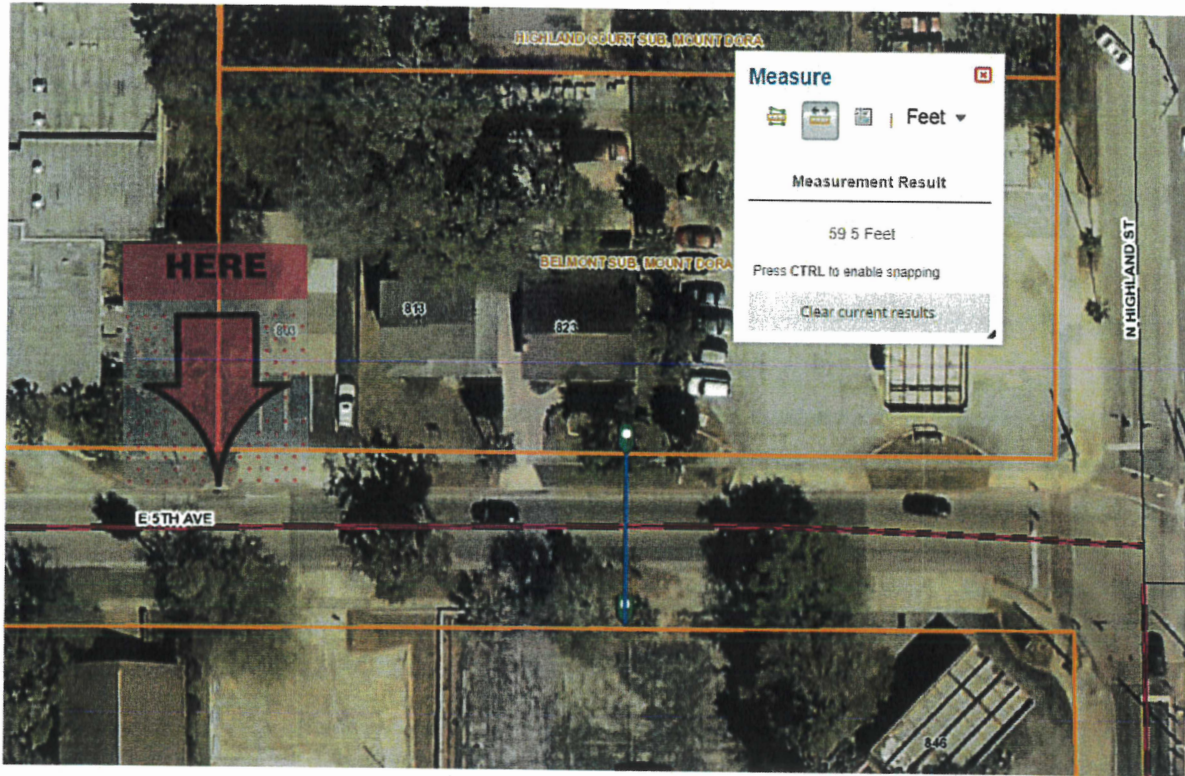 HIGHLAND COURT SUB, MOUNT DORA
Measure
Feet
Measurement Result
59.5 Feet
Press CTRL to enable snapping
Clear current results
N HIGHLAND ST
HERE
BELMONT SUB, MOUNT DORA
803
813
823
E 5TH AVE
846